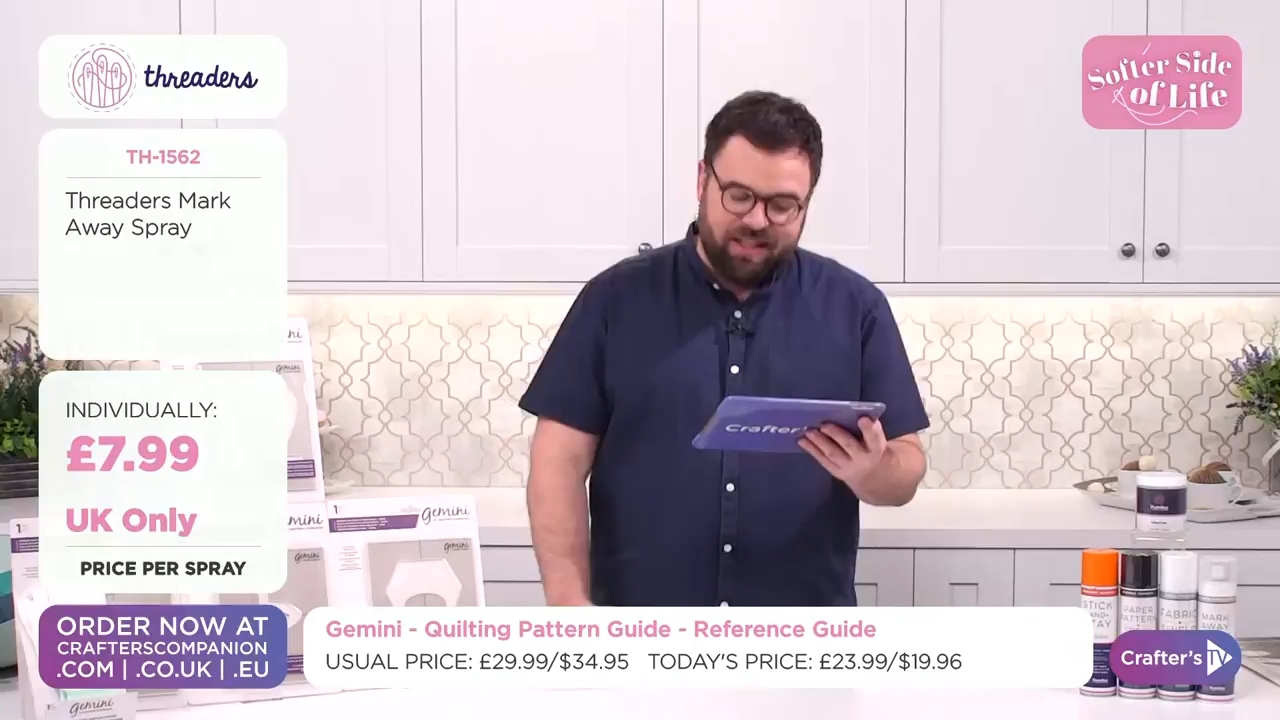 threaders
TH-1562
Threaders Mark
Away Spray
INDIVIDUALLY:
£7.99
UK Only
PRICE PER SPRAY
ORDER NOW AT
CRAFTERSCOMPANION
.COM | .CO.UK | .EU
Softer Side
of Life
Gemini - Quilting Pattern Guide - Reference Guide
USUAL PRICE: £29.99/$34.95 TODAY'S PRICE: £23.99/$19.96
Crafter's TV
Crafter's
gemini
gemini
gemini
gemini
STICK
AND
STAY
FABRIC
MARK
AWAY